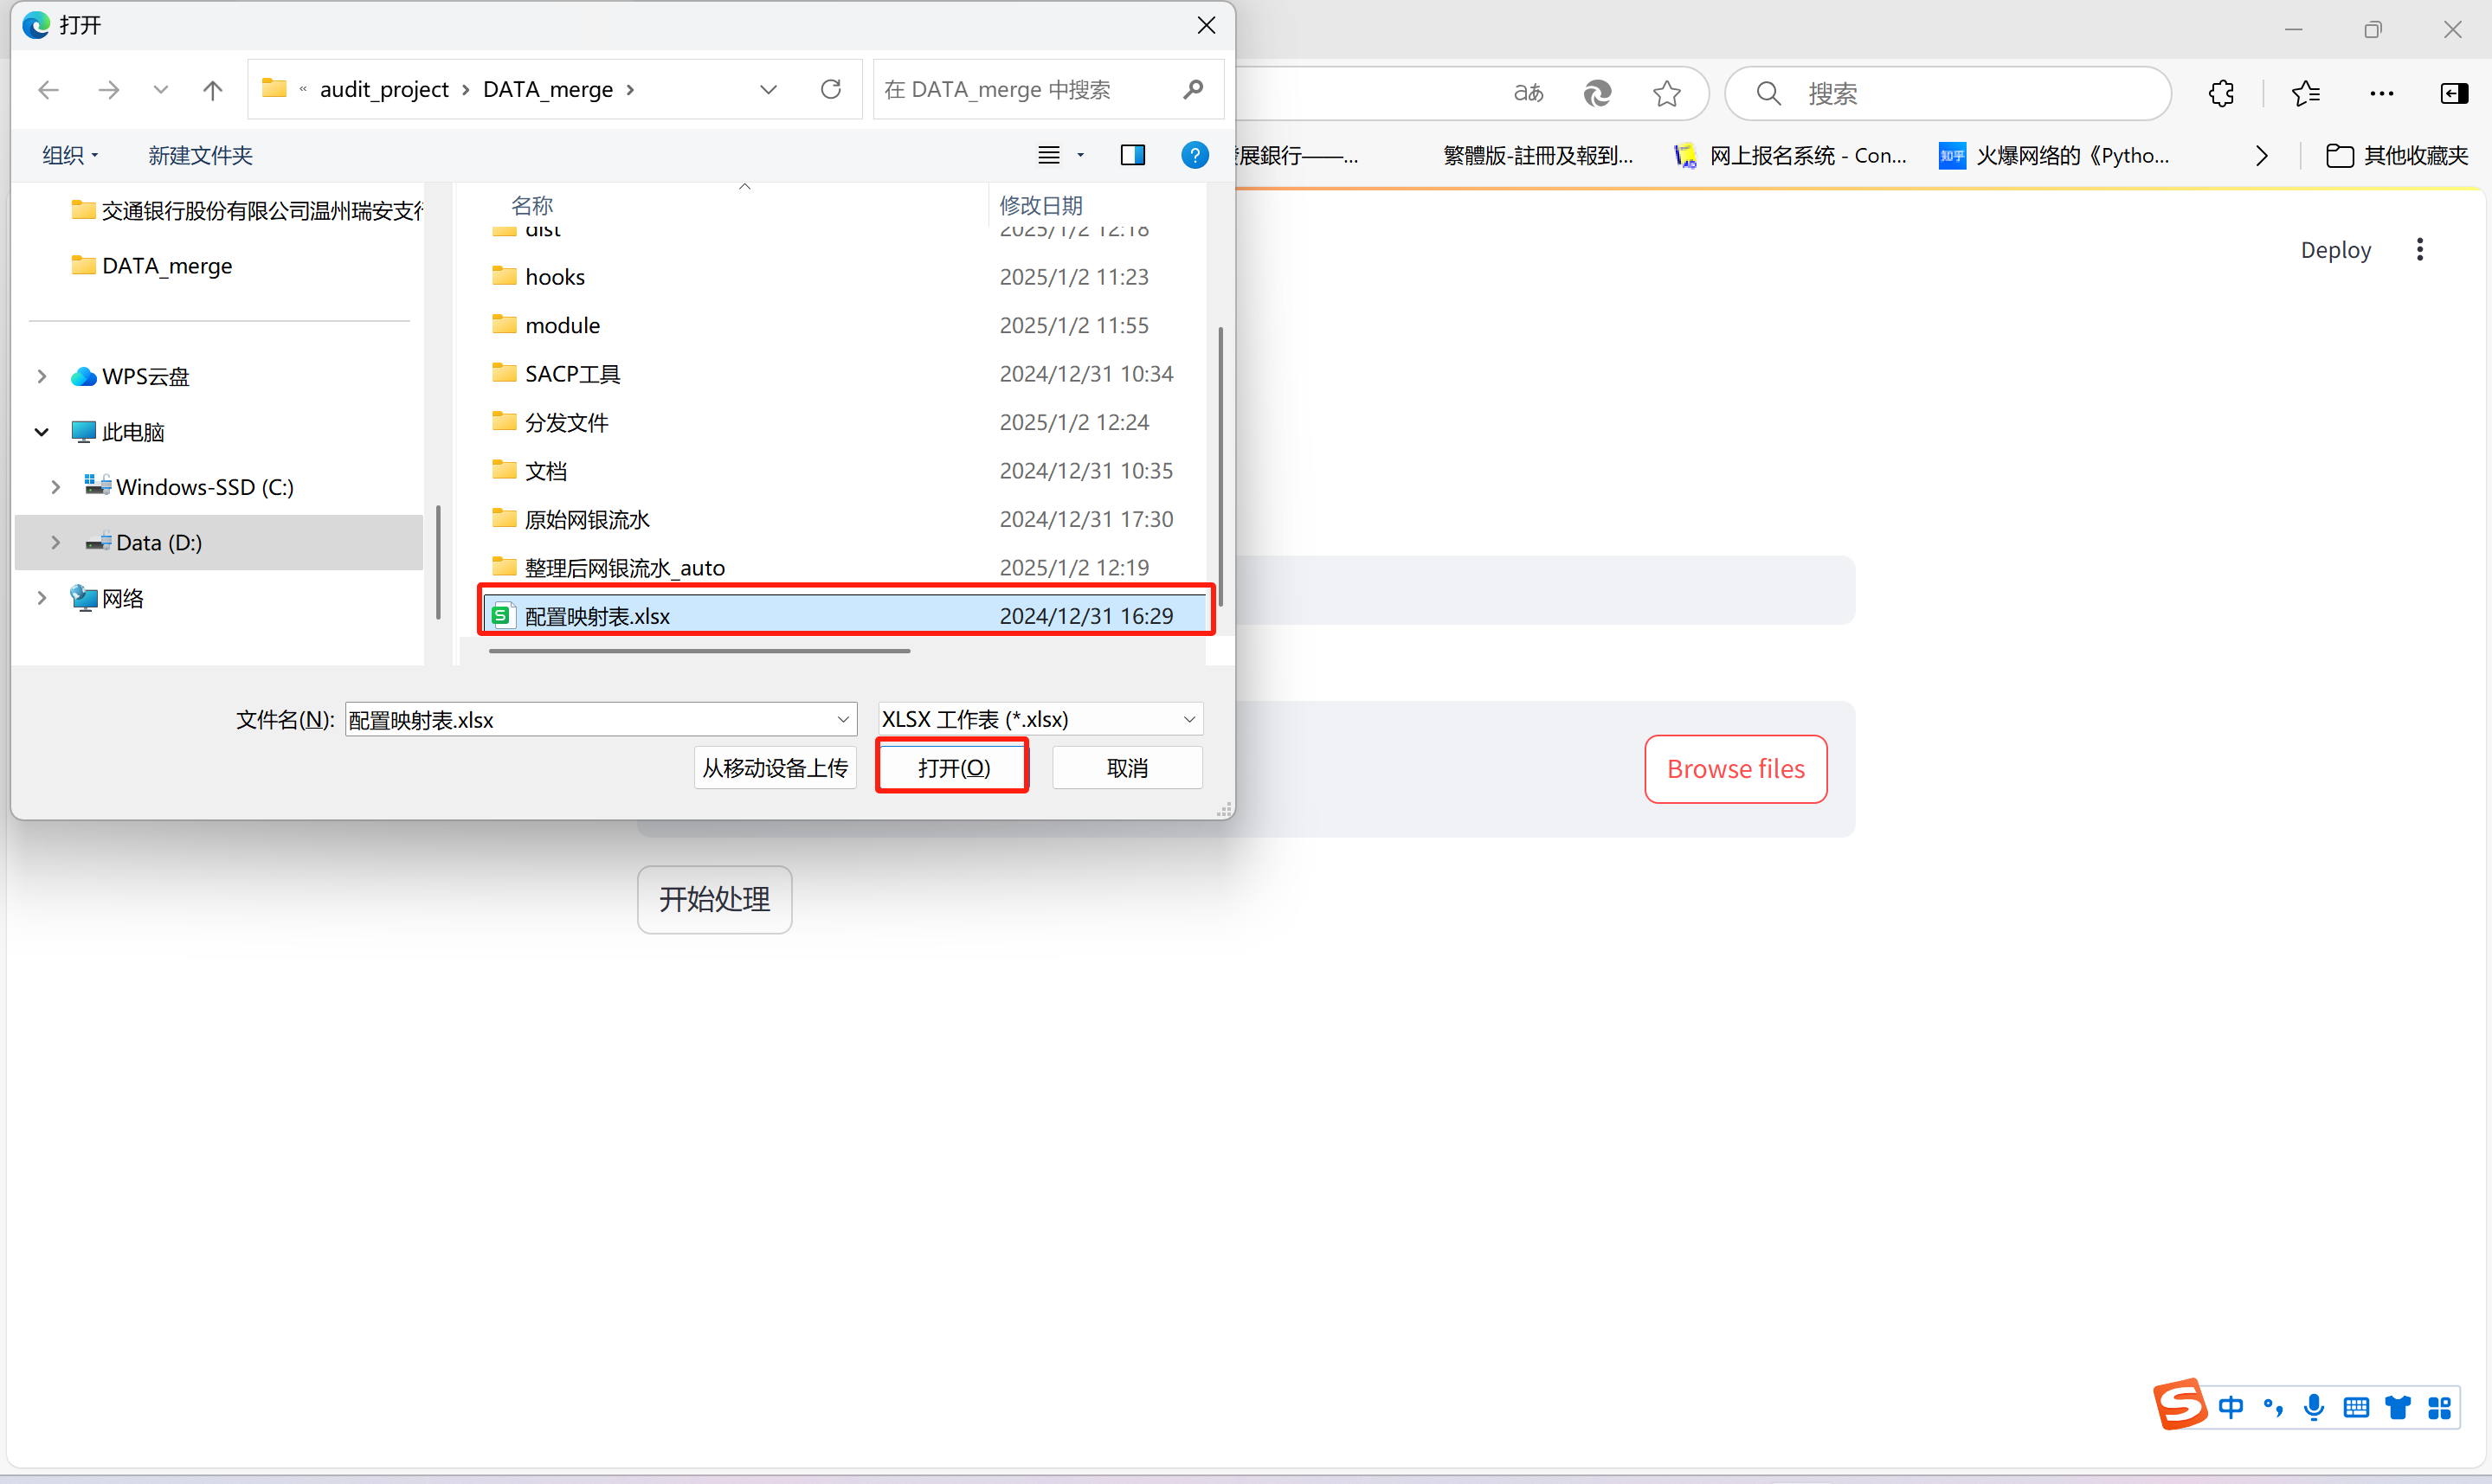 打开
« audit_project › DATA_merge ›
在 DATA_merge 中搜索
aあ
搜索
组织
新建文件夹
展銀行——...
繁體版-註冊及報到...
网上报名系统 - Con...
知乎 火爆网络的《Pytho...
其他收藏夹
名称 修改日期
交通银行股份有限公司温州瑞安支行
DATA_merge
WPS云盘
此电脑
Windows-SSD (C:)
Data (D:)
网络
dist 2025/1/2 12:18
hooks 2025/1/2 11:23
module 2025/1/2 11:55
SACP工具 2024/12/31 10:34
分发文件 2025/1/2 12:24
文档 2024/12/31 10:35
原始网银流水 2024/12/31 17:30
整理后网银流水_auto 2025/1/2 12:19
配置映射表.xlsx 2024/12/31 16:29
文件名(N): 配置映射表.xlsx
XLSX 工作表 (*.xlsx)
从移动设备上传
打开(O)
取消
Deploy
Browse files
开始处理
中